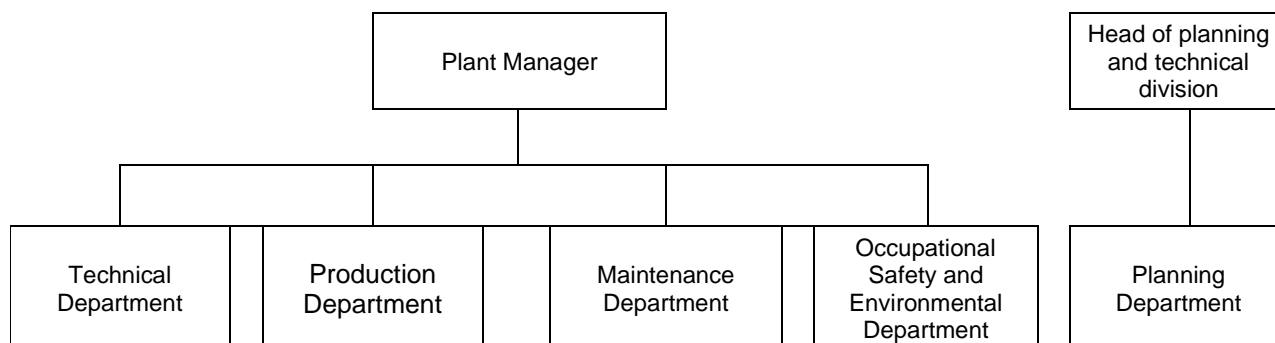 Plant Manager
Head of planning
and technical
division
Technical
Department
Production
Department
Maintenance
Department
Occupational
Safety and
Environmental
Department
Planning
Department